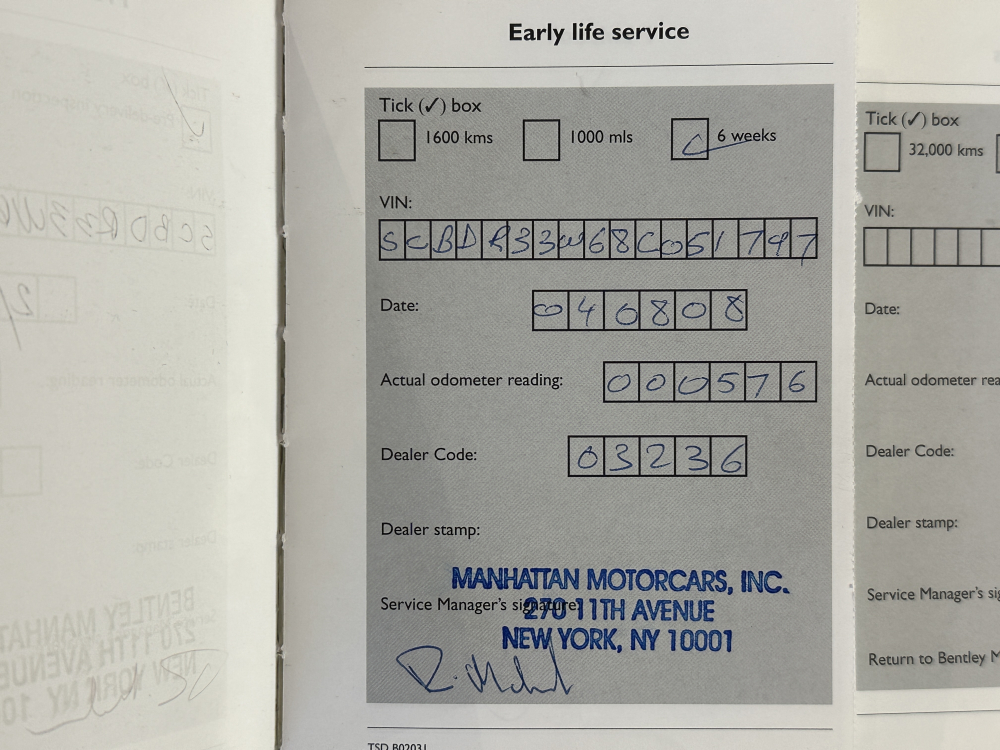 Early life service
Tick (✓) box
1600 kms 1000 mls 6 weeks
VIN:
SCBDR33W68C051797
Date:
040808
Actual odometer reading:
000576
Dealer Code:
03236
Dealer stamp:
MANHATTAN MOTORCARS, INC.
Service Manager's signature:
270 11TH AVENUE
NEW YORK, NY 10001
TSD B02031
Tick (✓) box
32,000 kms
VIN:
Date:
Actual odometer rea
Dealer Code:
Dealer stamp:
Service Manager's sig
Return to Bentley M